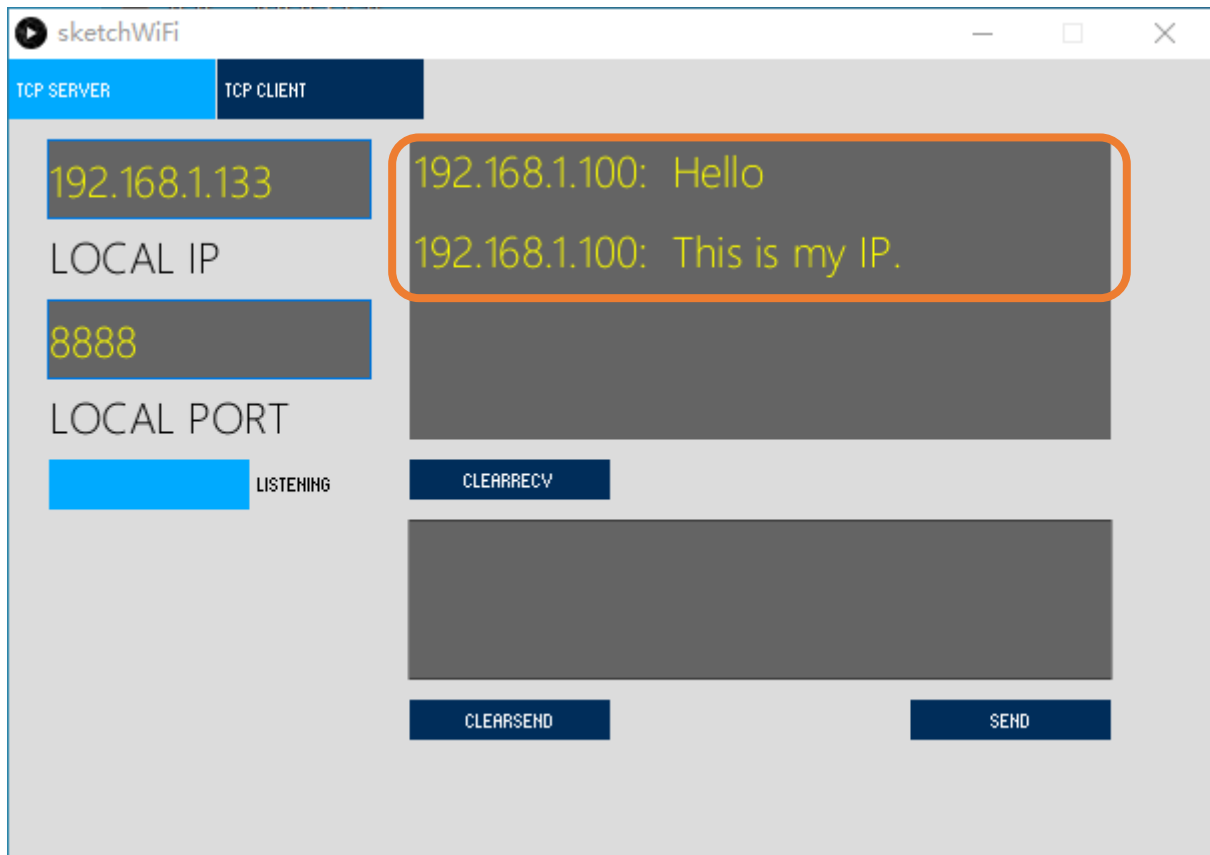 sketchWiFi
TCP SERVER
TCP CLIENT
192.168.1.133
LOCAL IP
8888
LOCAL PORT
LISTENING
192.168.1.100: Hello
192.168.1.100: This is my IP.
CLEARRECV
CLEARSEND
SEND